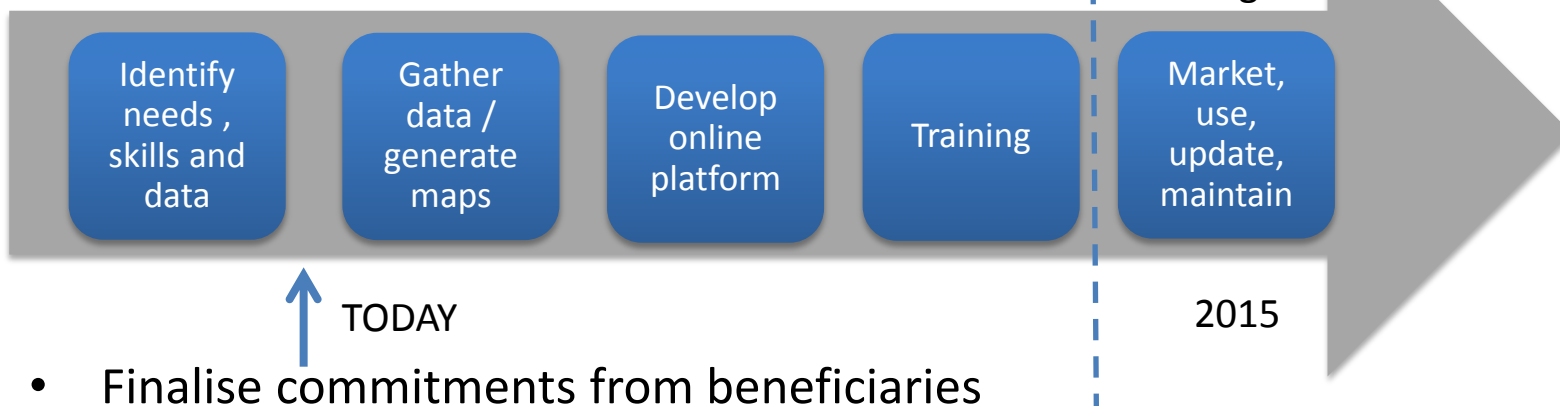 Identify
needs ,
skills and
data
Gather
data /
generate
maps
Develop
online
platform
Training
Market,
use,
update,
maintain
TODAY
2015
• Finalise commitments from beneficiaries